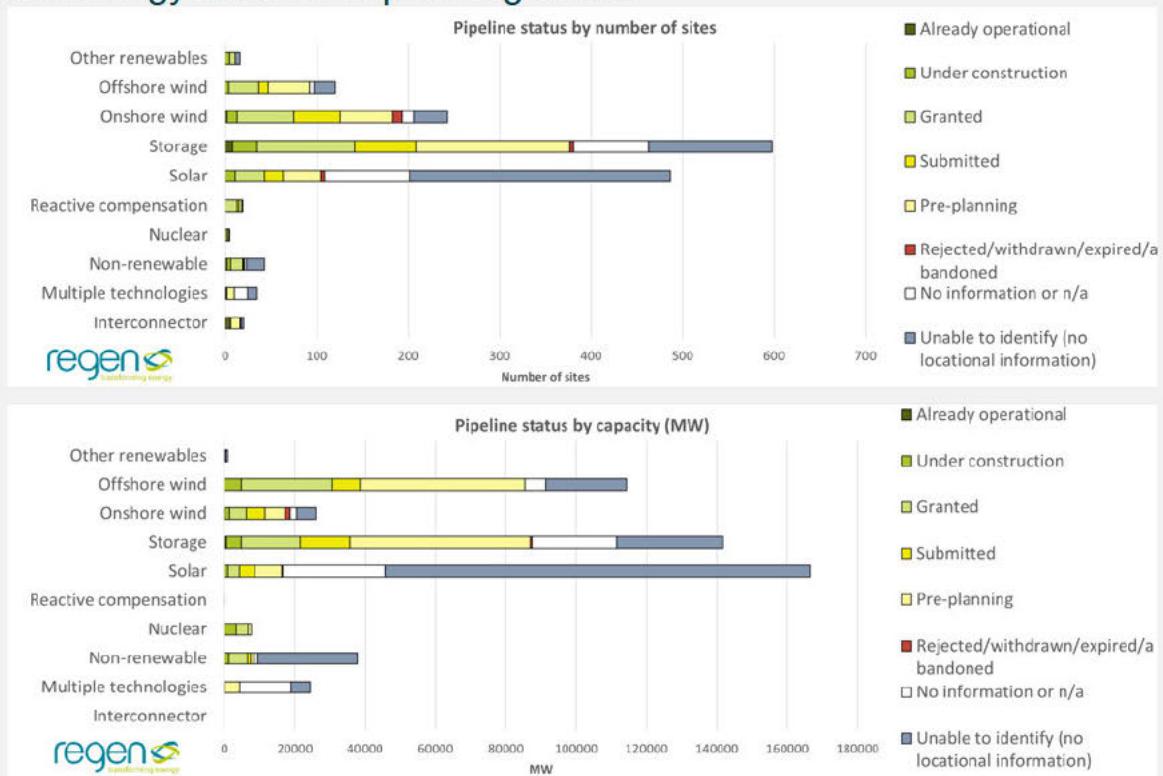 Pipeline status by number of sites
Other renewables
Offshore wind
Onshore wind
Storage
Solar
Reactive compensation
Nuclear
Non-renewable
Multiple technologies
Interconnector
0 100 200 300 400 500 600 700
Number of sites
Already operational
Under construction
Granted
Submitted
Pre-planning
Rejected/withdrawn/expired/a
bandoned
No information or n/a
Unable to identify (no
locational information)
regen
transforming energy
Pipeline status by capacity (MW)
Other renewables
Offshore wind
Onshore wind
Storage
Solar
Reactive compensation
Nuclear
Non-renewable
Multiple technologies
Interconnector
0 20000 40000 60000 80000 100000 120000 140000 160000 180000
MW
Already operational
Under construction
Granted
Submitted
Pre-planning
Rejected/withdrawn/expired/a
bandoned
No information or n/a
Unable to identify (no
locational information)
regen
transforming energy